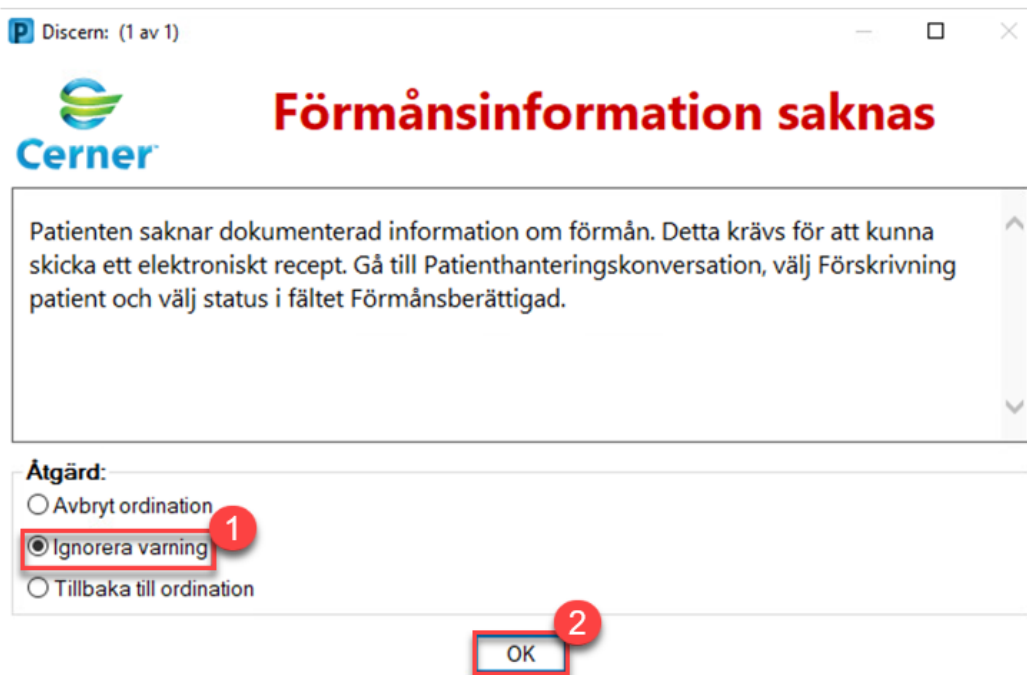 Discern: (1 av 1)
Cerner
Förmånsinformation saknas
Patienten saknar dokumenterad information om förmån. Detta krävs för att kunna
skicka ett elektroniskt recept. Gå till Patienthanteringskonversation, välj Förskrivning
patient och välj status i fältet Förmånsberättigad.
Åtgärd:
Avbryt ordination
1
Ignorera varning
Tillbaka till ordination
2
OK